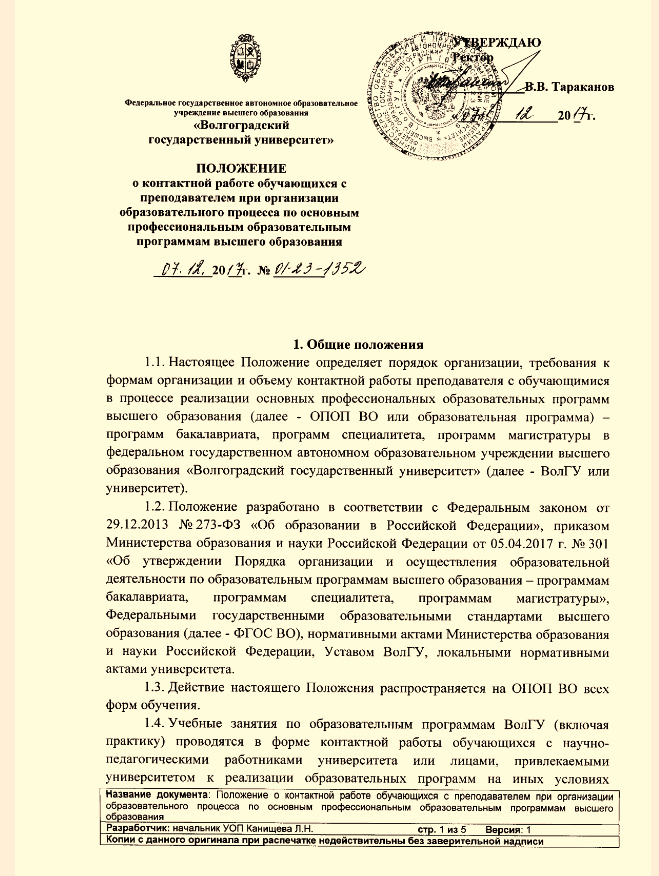 УТВЕРЖДАЮ
Ректор
В.В. Тараканов
12 2017г.
Федеральное государственное автономное образовательное
учреждение высшего образования
«Волгоградский
государственный университет»
ПОЛОЖЕНИЕ
о контактной работе обучающихся с
преподавателем при организации
образовательного процесса по основным
профессиональным образовательным
программам высшего образования
07.12.2017г. № 01-23-1352
1. Общие положения
1.1. Настоящее Положение определяет порядок организации, требования к
формам организации и объему контактной работы преподавателя с обучающимися
в процессе реализации основных профессиональных образовательных программ
высшего образования (далее - ОПОП ВО или образовательная программа) –
программ бакалавриата, программ специалитета, программ магистратуры в
федеральном государственном автономном образовательном учреждении высшего
образования «Волгоградский государственный университет» (далее - ВолГУ или
университет).
1.2. Положение разработано в соответствии с Федеральным законом от
29.12.2013 №273-ФЗ «Об образовании в Российской Федерации», приказом
Министерства образования и науки Российской Федерации от 05.04.2017 г. №301
«Об утверждении Порядка организации и осуществления образовательной
деятельности по образовательным программам высшего образования – программам
бакалавриата, программам специалитета, программам магистратуры»,
Федеральными государственными образовательными стандартами высшего
образования (далее - ФГОС ВО), нормативными актами Министерства образования
и науки Российской Федерации, Уставом ВолГУ, локальными нормативными
актами университета.
1.3. Действие настоящего Положения распространяется на ОПОП ВО всех
форм обучения.
1.4. Учебные занятия по образовательным программам ВолГУ (включая
практику) проводятся в форме контактной работы обучающихся с научно-
педагогическими работниками университета или лицами, привлекаемыми
университетом к реализации образовательных программ на иных условиях
Название документа: Положение о контактной работе обучающихся с преподавателем при организации
образовательного процесса по основным профессиональным образовательным программам высшего
образования
Разработчик: начальник УОП Канищева Л.Н. стр. 1 из 5 Версия: 1
Копии с данного оригинала при распечатке недействительны без заверительной надписи